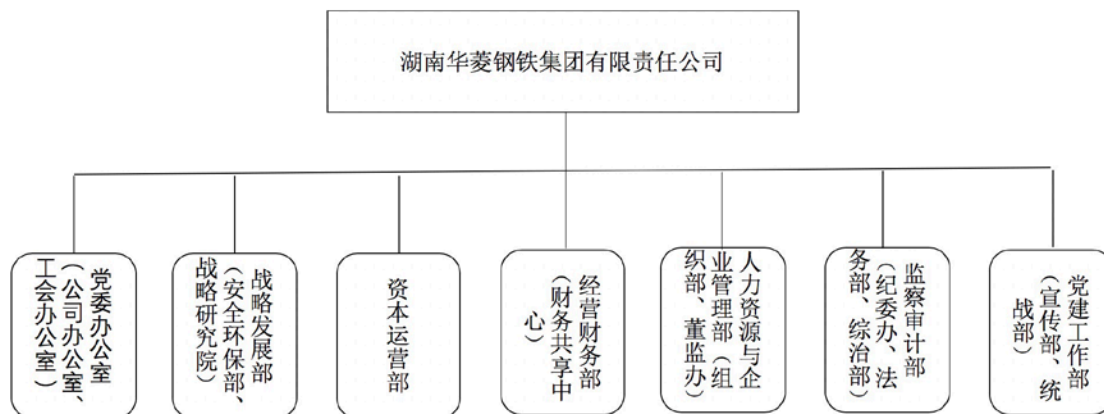 湖南华菱钢铁集团有限责任公司
党委办公室
（公司办公室、
工会办公室）
战略发展部
（安全环保部、
战略研究院）
资本运营部
经营财务部
（财务共享中
心）
人力资源与企
业管理部（组
织部、董监办）
监察审计部
（纪委办、法
务部、综治部）
党建工作部
（宣传部、统
战部）